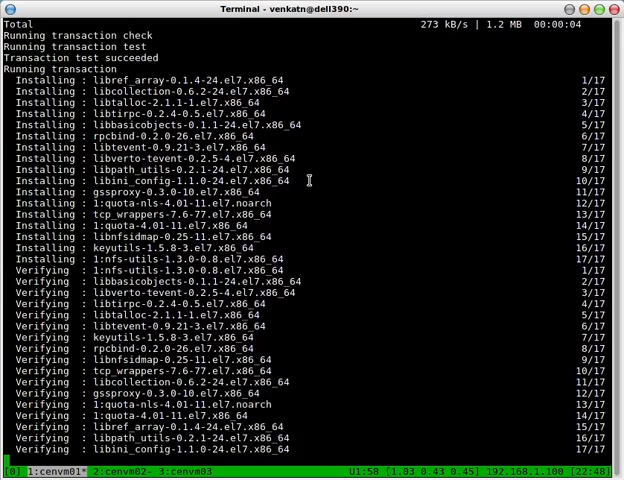 Terminal - venkatn@dell390:~
Total 273 kB/s | 1.2 MB 00:00:04
Running transaction check
Running transaction test
Transaction test succeeded
Running transaction
Installing : libref_array-0.1.4-24.el7.x86_64 1/17
Installing : libcollection-0.6.2-24.el7.x86_64 2/17
Installing : libtalloc-2.1.1-1.el7.x86_64 3/17
Installing : libtirpc-0.2.4-0.5.el7.x86_64 4/17
Installing : libbasicobjects-0.1.1-24.el7.x86_64 5/17
Installing : rpcbind-0.2.0-26.el7.x86_64 6/17
Installing : libtevent-0.9.21-3.el7.x86_64 7/17
Installing : libverto-tevent-0.2.5-4.el7.x86_64 8/17
Installing : libpath_utils-0.2.1-24.el7.x86_64 9/17
Installing : libini_config-1.1.0-24.el7.x86_64 10/17
Installing : gssproxy-0.3.0-10.el7.x86_64 11/17
Installing : 1:quota-nls-4.01-11.el7.noarch 12/17
Installing : tcp_wrappers-7.6-77.el7.x86_64 13/17
Installing : 1:quota-4.01-11.el7.x86_64 14/17
Installing : libnfsidmap-0.25-11.el7.x86_64 15/17
Installing : keyutils-1.5.8-3.el7.x86_64 16/17
Installing : 1:nfs-utils-1.3.0-0.8.el7.x86_64 17/17
Verifying : 1:nfs-utils-1.3.0-0.8.el7.x86_64 1/17
Verifying : libbasicobjects-0.1.1-24.el7.x86_64 2/17
Verifying : libverto-tevent-0.2.5-4.el7.x86_64 3/17
Verifying : libtirpc-0.2.4-0.5.el7.x86_64 4/17
Verifying : libtalloc-2.1.1-1.el7.x86_64 5/17
Verifying : libtevent-0.9.21-3.el7.x86_64 6/17
Verifying : keyutils-1.5.8-3.el7.x86_64 7/17
Verifying : rpcbind-0.2.0-26.el7.x86_64 8/17
Verifying : libnfsidmap-0.25-11.el7.x86_64 9/17
Verifying : tcp_wrappers-7.6-77.el7.x86_64 10/17
Verifying : libcollection-0.6.2-24.el7.x86_64 11/17
Verifying : gssproxy-0.3.0-10.el7.x86_64 12/17
Verifying : 1:quota-nls-4.01-11.el7.noarch 13/17
Verifying : 1:quota-4.01-11.el7.x86_64 14/17
Verifying : libref_array-0.1.4-24.el7.x86_64 15/17
Verifying : libpath_utils-0.2.1-24.el7.x86_64 16/17
Verifying : libini_config-1.1.0-24.el7.x86_64 17/17
[0] 1:cenvm01* 2:cenvm02- 3:cenvm03 U1:58 [1.03 0.43 0.45] 192.168.1.100 [22:48]